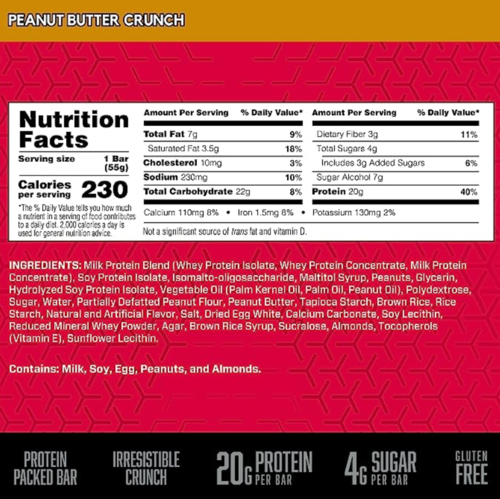 PEANUT BUTTER CRUNCH
Nutrition
Facts
Serving size 1 Bar
(55g)
Calories
per serving 230
*The % Daily Value tells you how much
a nutrient in a serving of food contributes
to a daily diet. 2,000 calories a day is
used for general nutrition advice.
Amount Per Serving % Daily Value*
Total Fat 7g 9%
Saturated Fat 3.5g 18%
Cholesterol 10mg 3%
Sodium 230mg 10%
Total Carbohydrate 22g 8%
Amount Per Serving % Daily Value*
Dietary Fiber 3g 11%
Total Sugars 4g
Includes 3g Added Sugars 6%
Sugar Alcohol 7g
Protein 20g 40%
Calcium 110mg 8% • Iron 1.5mg 8% • Potassium 130mg 2%
Not a significant source of trans fat and vitamin D.
INGREDIENTS: Milk Protein Blend (Whey Protein Isolate, Whey Protein Concentrate, Milk Protein
Concentrate), Soy Protein Isolate, Isomalto-oligosaccharide, Maltitol Syrup, Peanuts, Glycerin,
Hydrolyzed Soy Protein Isolate, Vegetable Oil (Palm Kernel Oil, Palm Oil, Peanut Oil), Polydextrose,
Sugar, Water, Partially Defatted Peanut Flour, Peanut Butter, Tapioca Starch, Brown Rice, Rice
Starch, Natural and Artificial Flavor, Salt, Dried Egg White, Calcium Carbonate, Soy Lecithin,
Reduced Mineral Whey Powder, Agar, Brown Rice Syrup, Sucralose, Almonds, Tocopherols
(Vitamin E), Sunflower Lecithin.
Contains: Milk, Soy, Egg, Peanuts, and Almonds.
PROTEIN
PACKED BAR
IRRESISTIBLE
CRUNCH
20G PROTEIN
PER BAR
4G SUGAR
PER BAR
GLUTEN
FREE